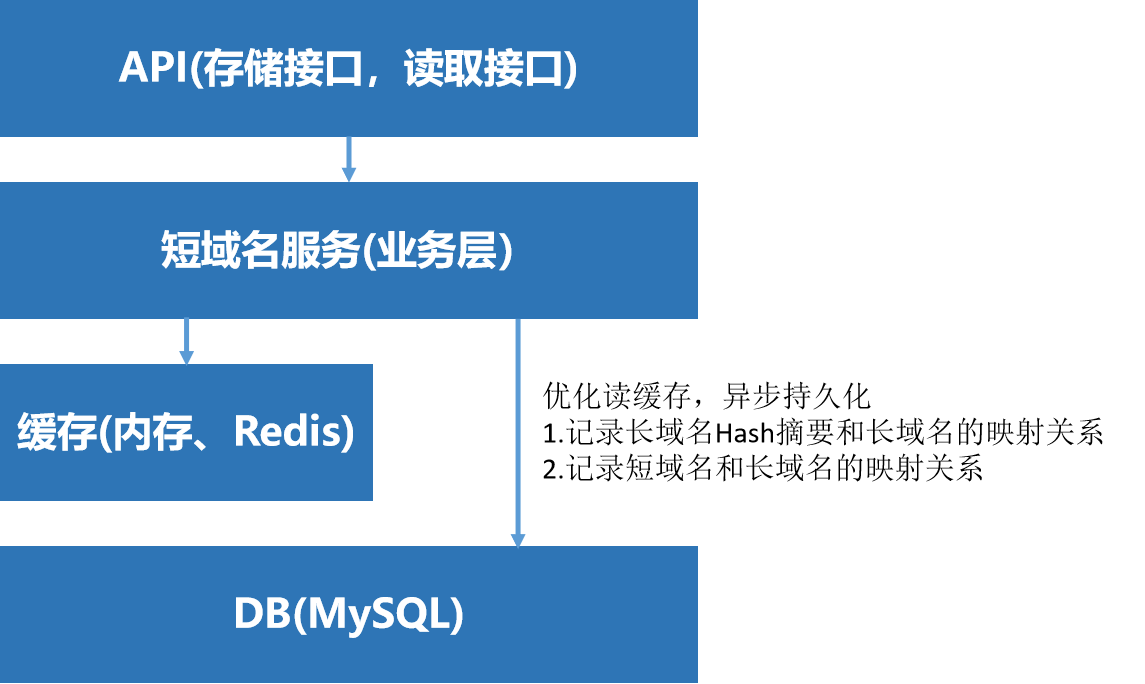 API(存储接口，读取接口)
短域名服务(业务层)
缓存(内存、Redis)
优化读缓存，异步持久化
1.记录长域名Hash摘要和长域名的映射关系
2.记录短域名和长域名的映射关系
DB(MySQL)